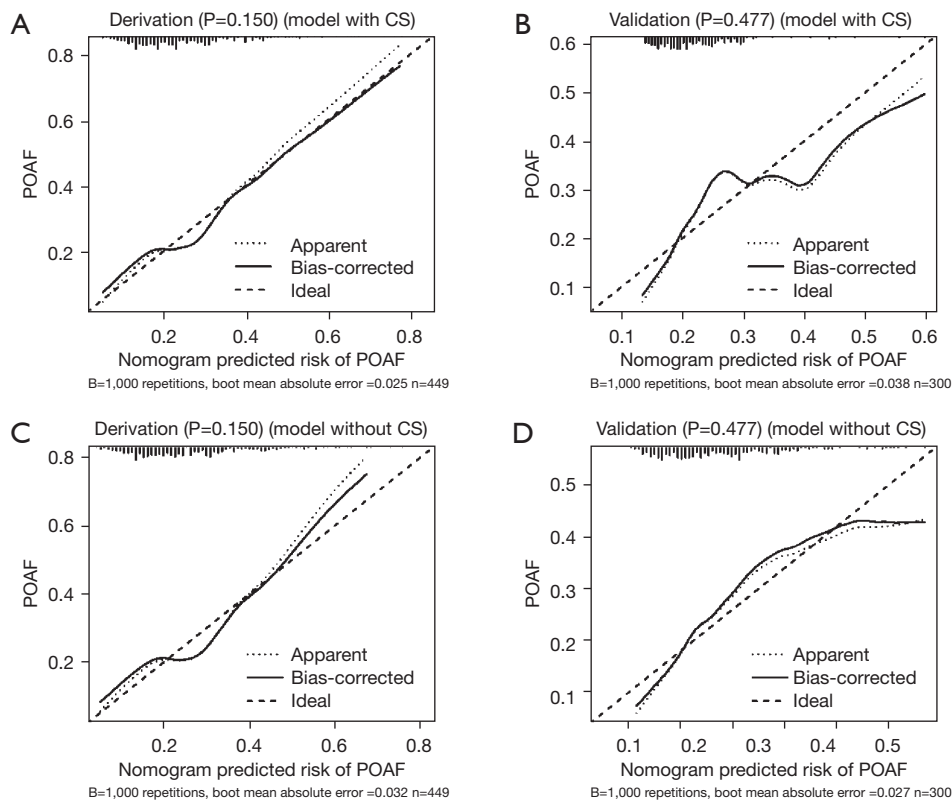 A
Derivation (P=0.150) (model with CS)
0.8
0.6
0.4
0.2
POAF
Apparent
Bias-corrected
Ideal
0.2 0.4 0.6 0.8
Nomogram predicted risk of POAF
B=1,000 repetitions, boot mean absolute error =0.025 n=449
B
Validation (P=0.477) (model with CS)
0.6
0.5
0.4
0.3
0.2
0.1
POAF
Apparent
Bias-corrected
Ideal
0.1 0.2 0.3 0.4 0.5 0.6
Nomogram predicted risk of POAF
B=1,000 repetitions, boot mean absolute error =0.038 n=300
C
Derivation (P=0.150) (model without CS)
0.8
0.6
0.4
0.2
POAF
Apparent
Bias-corrected
Ideal
0.2 0.4 0.6 0.8
Nomogram predicted risk of POAF
B=1,000 repetitions, boot mean absolute error =0.032 n=449
D
Validation (P=0.477) (model without CS)
0.5
0.4
0.3
0.2
0.1
POAF
Apparent
Bias-corrected
Ideal
0.1 0.2 0.3 0.4 0.5
Nomogram predicted risk of POAF
B=1,000 repetitions, boot mean absolute error =0.027 n=300